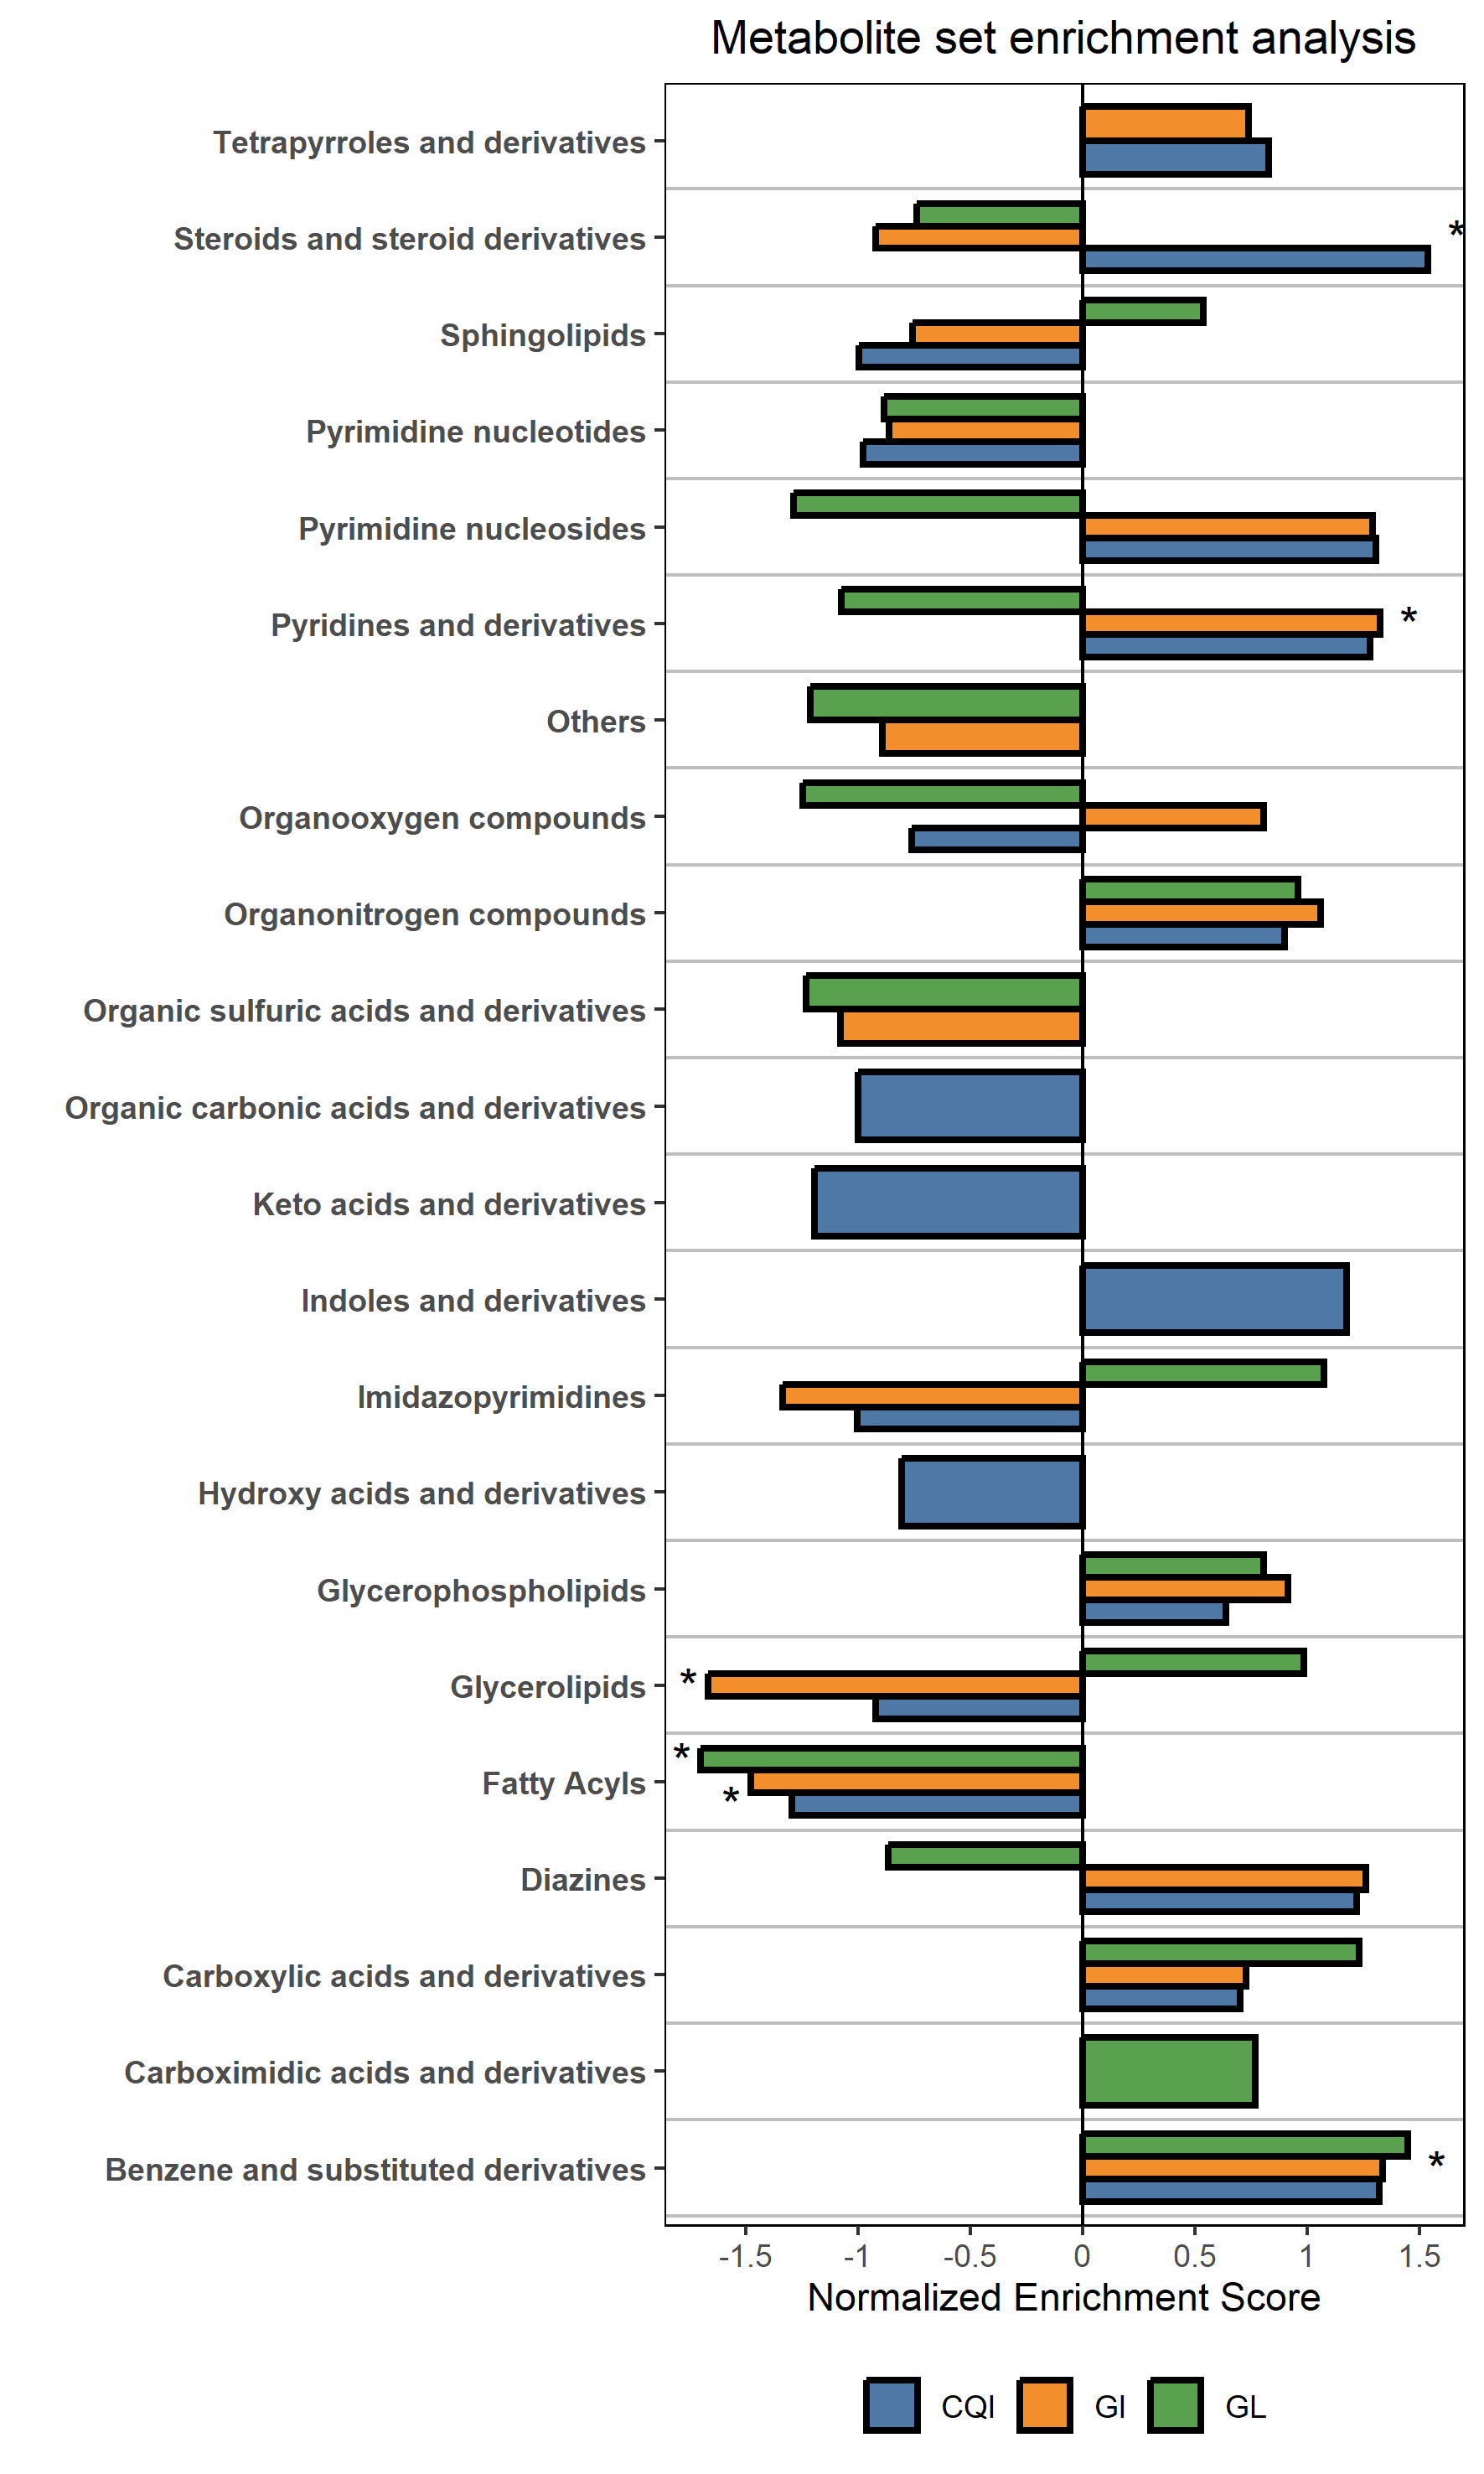 Metabolite set enrichment analysis
Tetrapyrroles and derivatives
Steroids and steroid derivatives
*
Sphingolipids
Pyrimidine nucleotides
Pyrimidine nucleosides
Pyridines and derivatives
*
Others
Organooxygen compounds
Organonitrogen compounds
Organic sulfuric acids and derivatives
Organic carbonic acids and derivatives
Keto acids and derivatives
Indoles and derivatives
Imidazopyrimidines
Hydroxy acids and derivatives
Glycerophospholipids
Glycerolipids
*
Fatty Acyls
*
*
Diazines
Carboxylic acids and derivatives
Carboximidic acids and derivatives
Benzene and substituted derivatives
*
-1.5 -1 -0.5 0 0.5 1 1.5
Normalized Enrichment Score
CQI GI GL